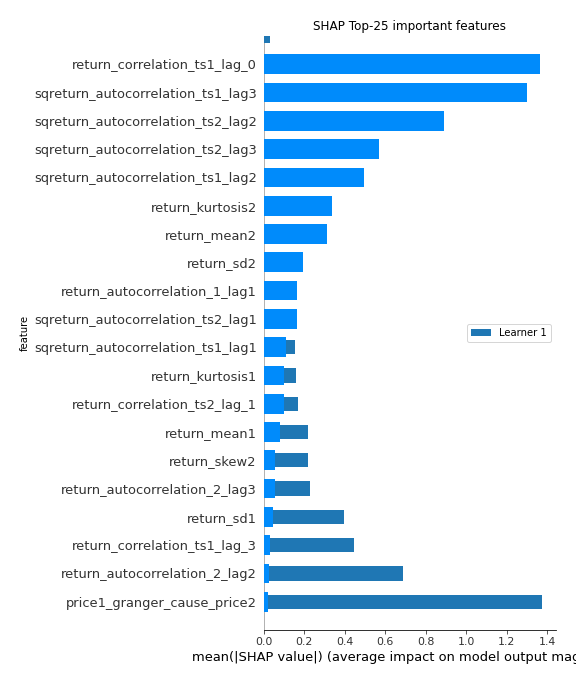 SHAP Top-25 important features
return_correlation_ts1_lag_0
sqreturn_autocorrelation_ts1_lag3
sqreturn_autocorrelation_ts2_lag2
sqreturn_autocorrelation_ts2_lag3
sqreturn_autocorrelation_ts1_lag2
return_kurtosis2
return_mean2
return_sd2
return_autocorrelation_1_lag1
sqreturn_autocorrelation_ts2_lag1
sqreturn_autocorrelation_ts1_lag1
return_kurtosis1
return_correlation_ts2_lag_1
return_mean1
return_skew2
return_autocorrelation_2_lag3
return_sd1
return_correlation_ts1_lag_3
return_autocorrelation_2_lag2
price1_granger_cause_price2
feature
Learner 1
0.0 0.2 0.4 0.6 0.8 1.0 1.2 1.4
mean(|SHAP value|) (average impact on model output mag